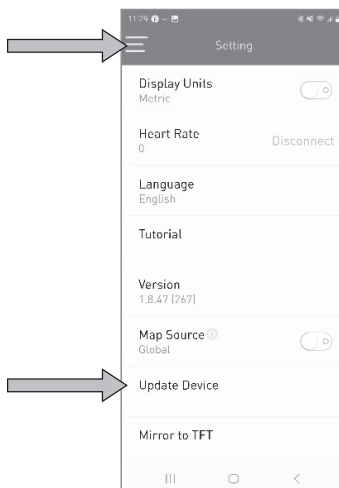 11:29
Setting
Display Units
Metric
Heart Rate
0
Disconnect
Language
English
Tutorial
Version
1.8.47 (267)
Map Source
Global
Update Device
Mirror to TFT